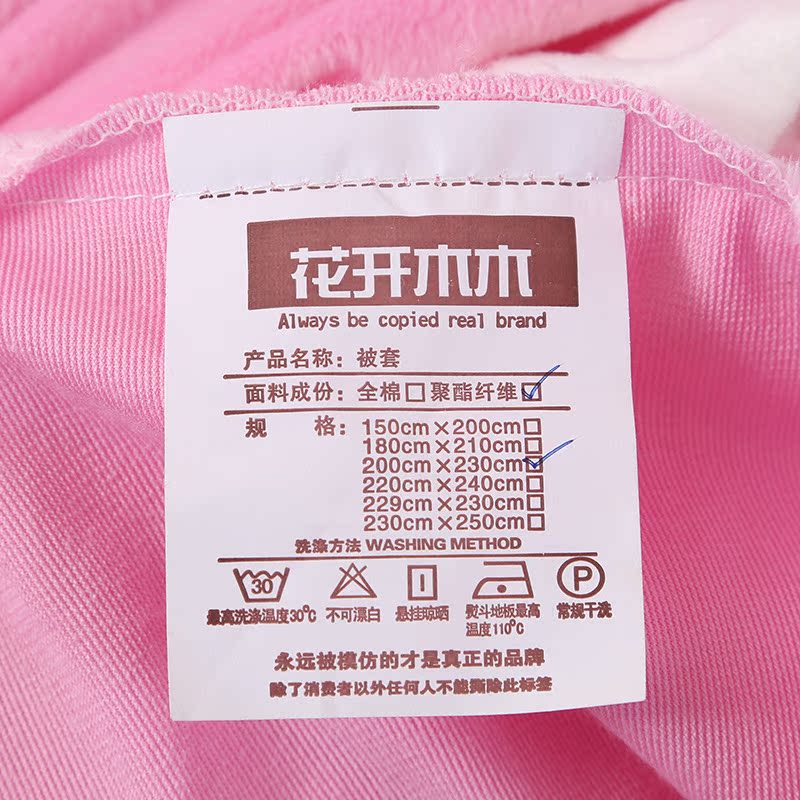 花开木木
Always be copied real brand
产品名称：被套
面料成份：全棉□聚酯纤维☑
规 格：150cm×200cm□
180cm×210cm□
200cm×230cm☑
220cm×240cm□
229cm×230cm□
230cm×250cm□
洗涤方法 WASHING METHOD
30 P
最高洗涤温度30℃ 不可漂白 悬挂晾晒 熨斗地板最高温度110℃ 常规干洗
永远被模仿的才是真正的品牌
除了消费者以外任何人不能撕除此标签